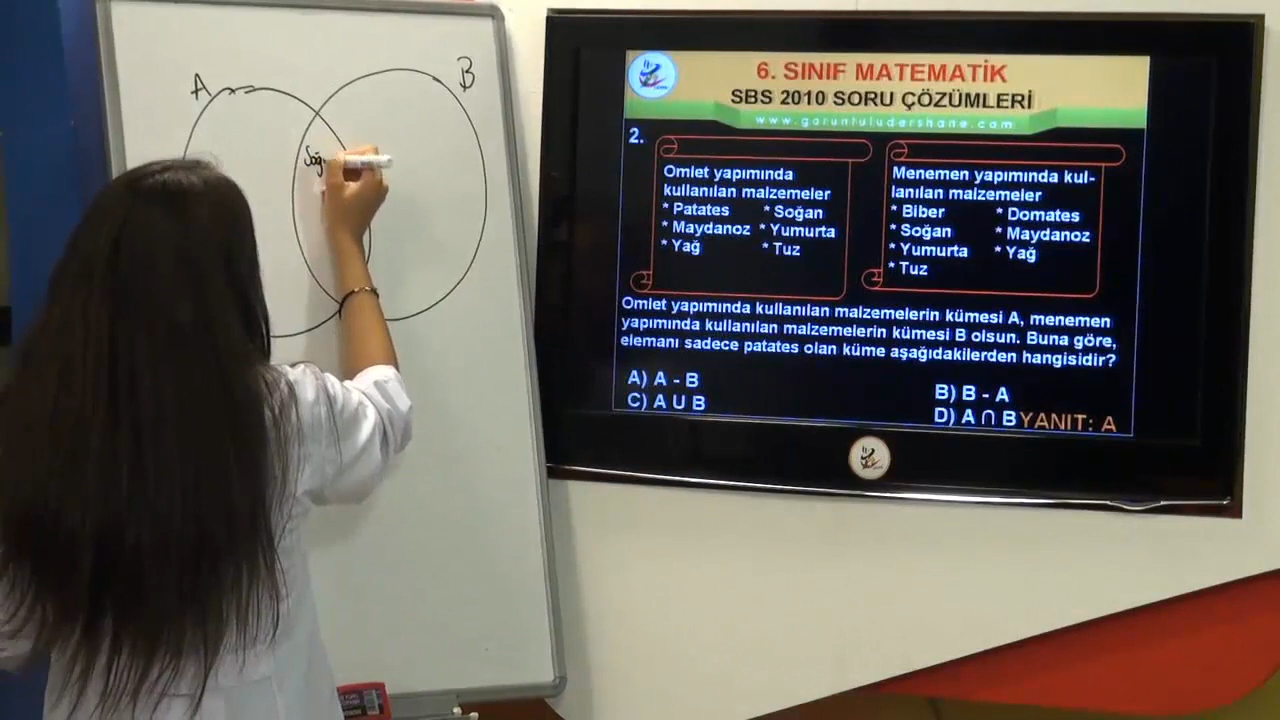 A
B
Soğ
6. SINIF MATEMATİK
SBS 2010 SORU ÇÖZÜMLERİ
www.goruntuludershane.com
2.
Omlet yapımında
kullanılan malzemeler
* Patates * Soğan
* Maydanoz * Yumurta
* Yağ * Tuz
Menemen yapımında kul-
lanılan malzemeler
* Biber * Domates
* Soğan * Maydanoz
* Yumurta * Yağ
* Tuz
Omlet yapımında kullanılan malzemelerin kümesi A, menemen
yapımında kullanılan malzemelerin kümesi B olsun. Buna göre,
elemanı sadece patates olan küme aşağıdakilerden hangisidir?
A) A - B B) B - A
C) A U B D) A ∩ B YANIT: A